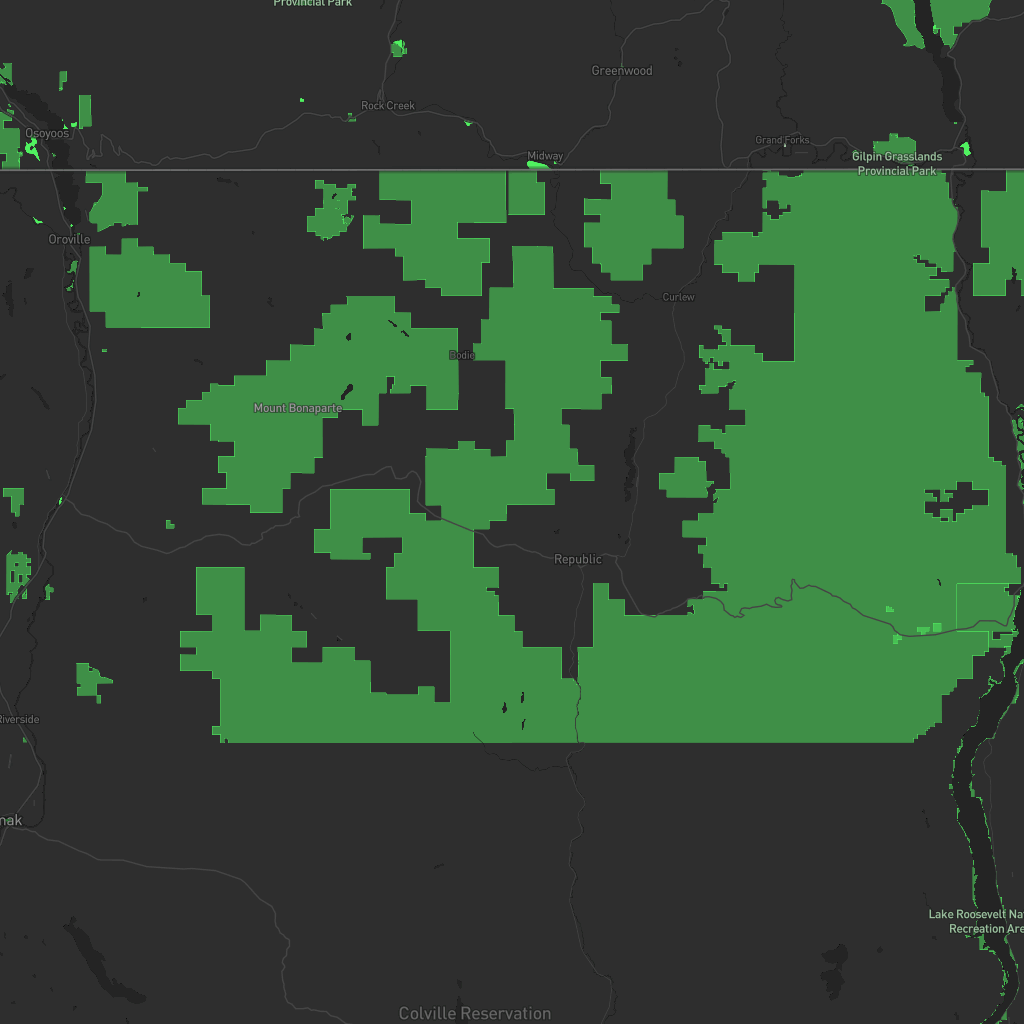 Provincial Park
Greenwood
Rock Creek
Osoyoos
Grand Forks
Midway
Gilpin Grasslands
Provincial Park
Oroville
Curlew
Bodie
Mount Bonaparte
Republic
Riverside
nak
Lake Roosevelt Na
Recreation Are
Colville Reservation